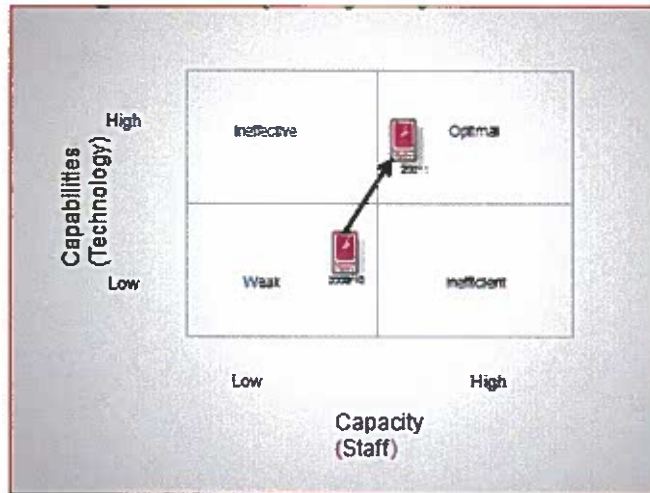 High
Ineffective
Optimal
Capabilities
(Technology)
Low
Weak
Inefficient
Low
High
Capacity
(Staff)